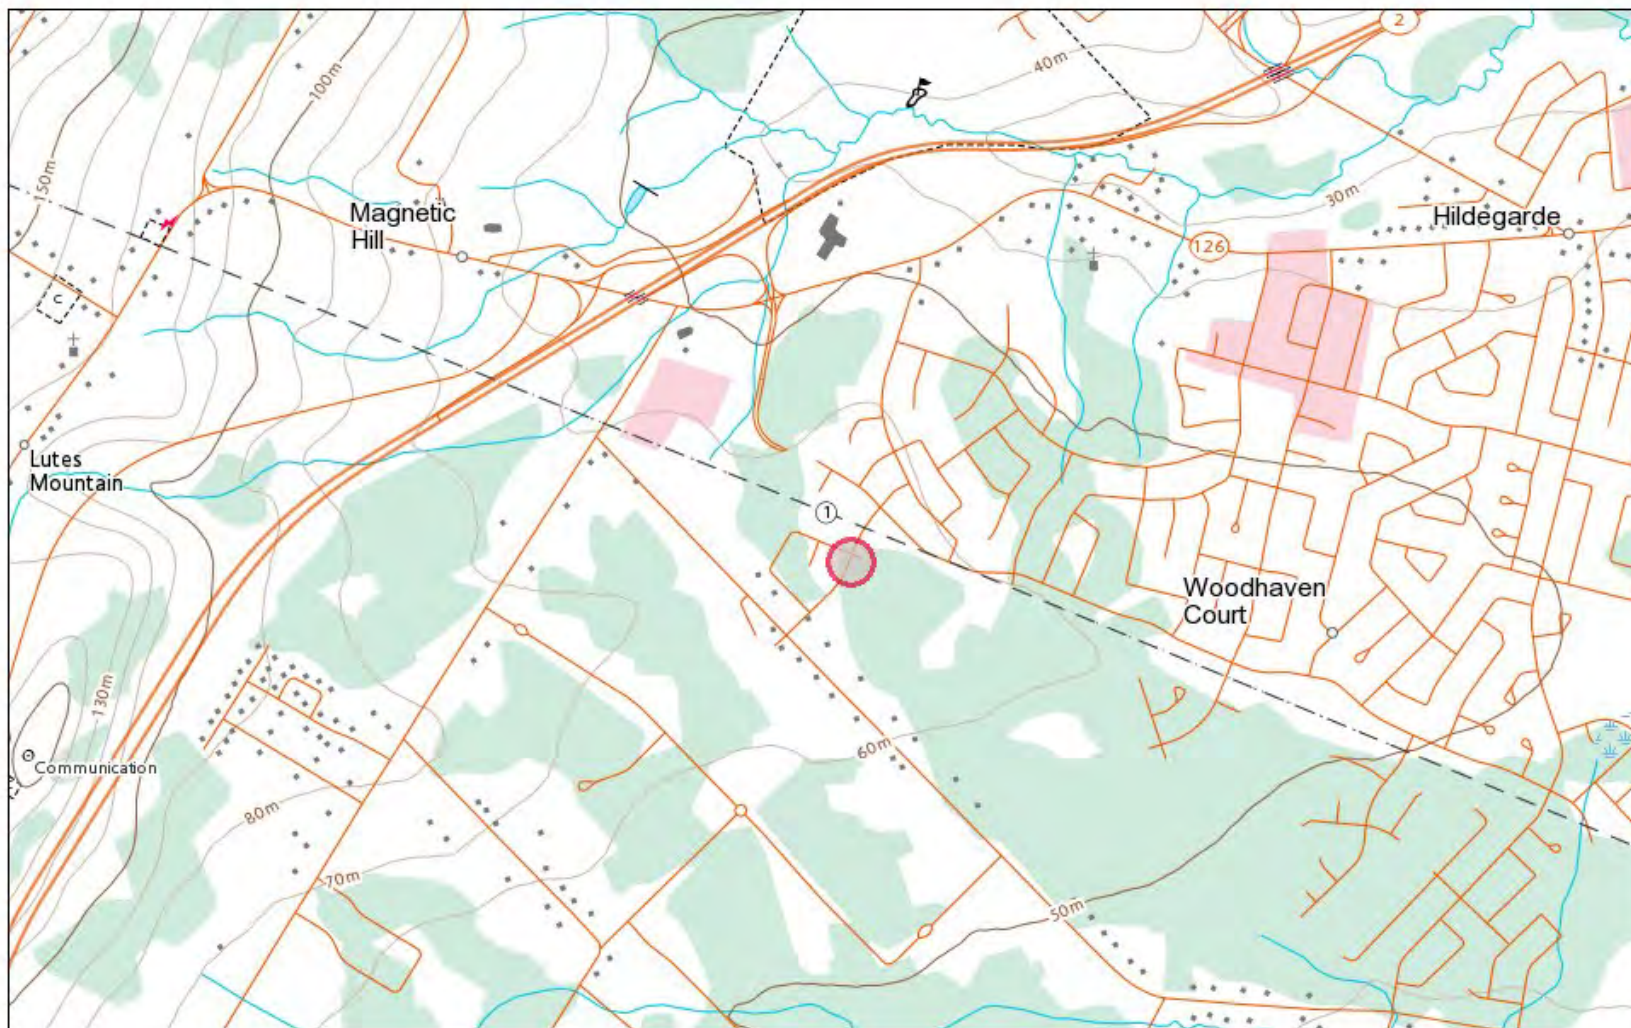 2
40m
100m
150m
30m
Magnetic
Hill
Hildegarde
126
C
Lutes
Mountain
1
Woodhaven
Court
130m
60m
Communication
80m
70m
50m